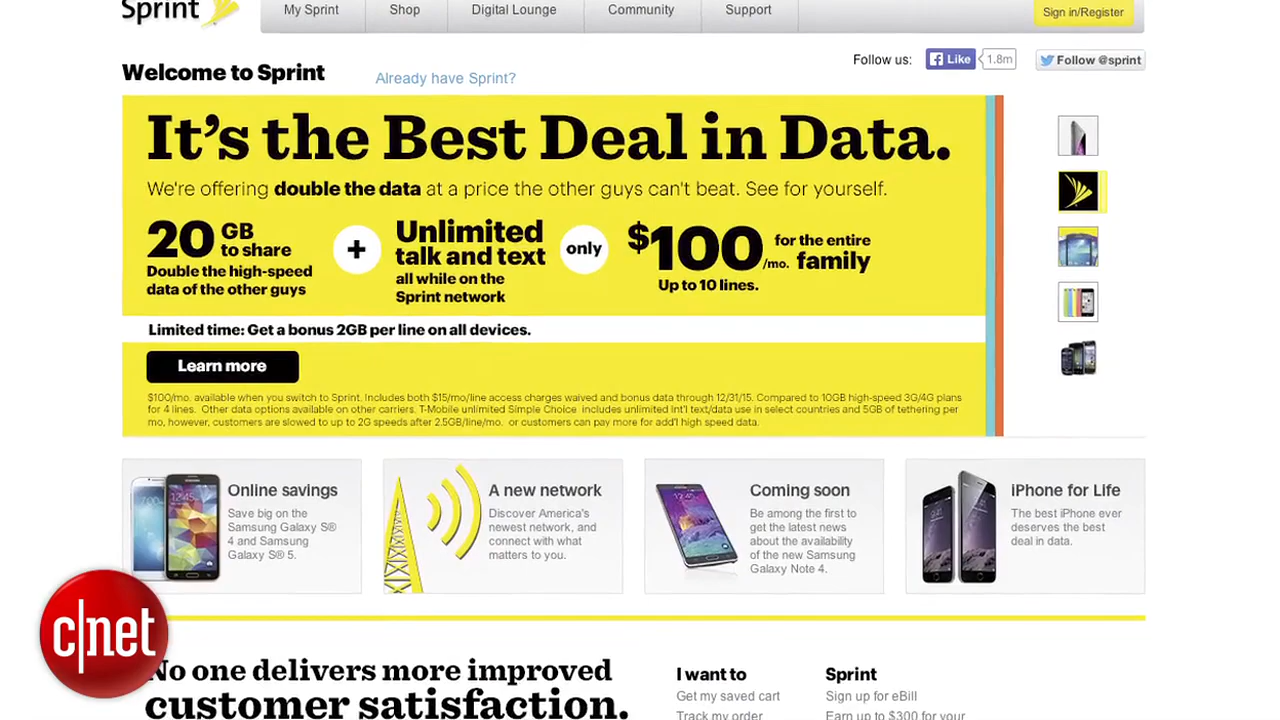 Sprint
My Sprint
Shop
Digital Lounge
Community
Support
Sign in/Register
Welcome to Sprint
Already have Sprint?
Follow us:
Like
1.8m
Follow @sprint
It's the Best Deal in Data.
We're offering double the data at a price the other guys can't beat. See for yourself.
20 GB
to share
Double the high-speed
data of the other guys
+
Unlimited
talk and text
all while on the
Sprint network
only
$100/mo.
for the entire
family
Up to 10 lines.
Limited time: Get a bonus 2GB per line on all devices.
Learn more
$100/mo. available when you switch to Sprint. Includes both $15/mo/line access charges waived and bonus data through 12/31/15. Compared to 10GB high-speed 3G/4G plans
for 4 lines. Other data options available on other carriers. T-Mobile unlimited Simple Choice includes unlimited Int'l text/data use in select countries and 5GB of tethering per
mo, however, customers are slowed to up to 2G speeds after 2.5GB/line/mo. or customers can pay more for add'l high speed data.
Online savings
Save big on the
Samsung Galaxy S®
4 and Samsung
Galaxy S® 5.
A new network
Discover America's
newest network, and
connect with what
matters to you.
Coming soon
Be among the first to
get the latest news
about the availability
of the new Samsung
Galaxy Note 4.
iPhone for Life
The best iPhone ever
deserves the best
deal in data.
c|net
No one delivers more improved
customer satisfaction.
I want to
Get my saved cart
Track my order
Sprint
Sign up for eBill
Earn up to $300 for your